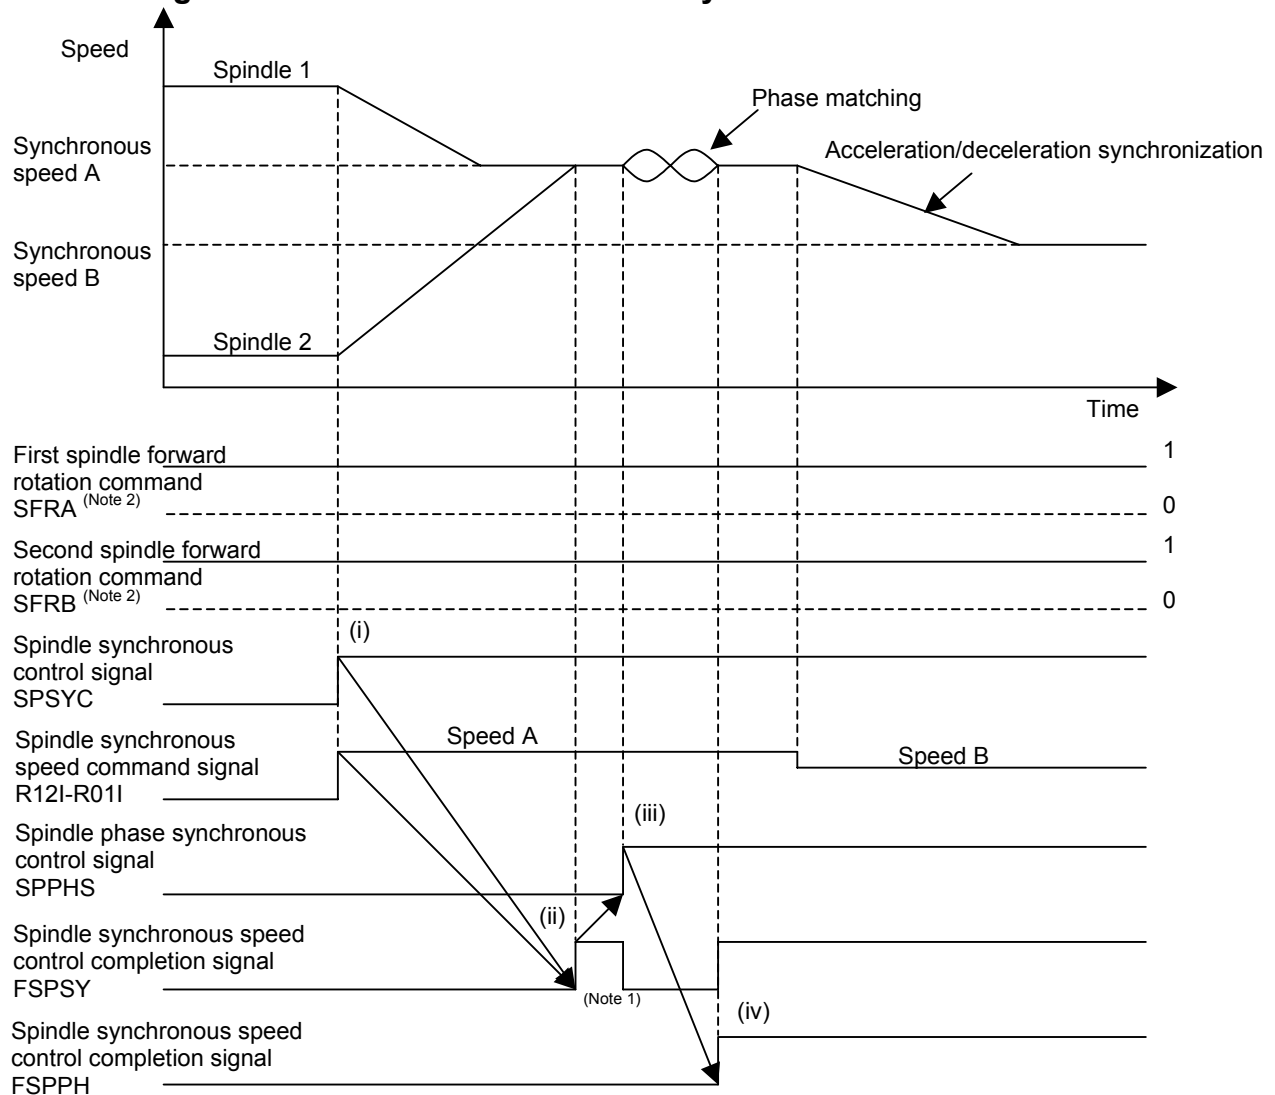 Speed
Spindle 1
Phase matching
Synchronous
speed A
Acceleration/deceleration synchronization
Synchronous
speed B
Spindle 2
Time
First spindle forward
rotation command
SFRA (Note 2)
1
0
Second spindle forward
rotation command
SFRB (Note 2)
1
0
Spindle synchronous
control signal
SPSYC
(i)
Spindle synchronous
speed command signal
R12I-R01I
Speed A
Speed B
Spindle phase synchronous
control signal
SPPHS
(iii)
Spindle synchronous speed
control completion signal
FSPSY
(ii)
(Note 1)
Spindle synchronous speed
control completion signal
FSPPH
(iv)